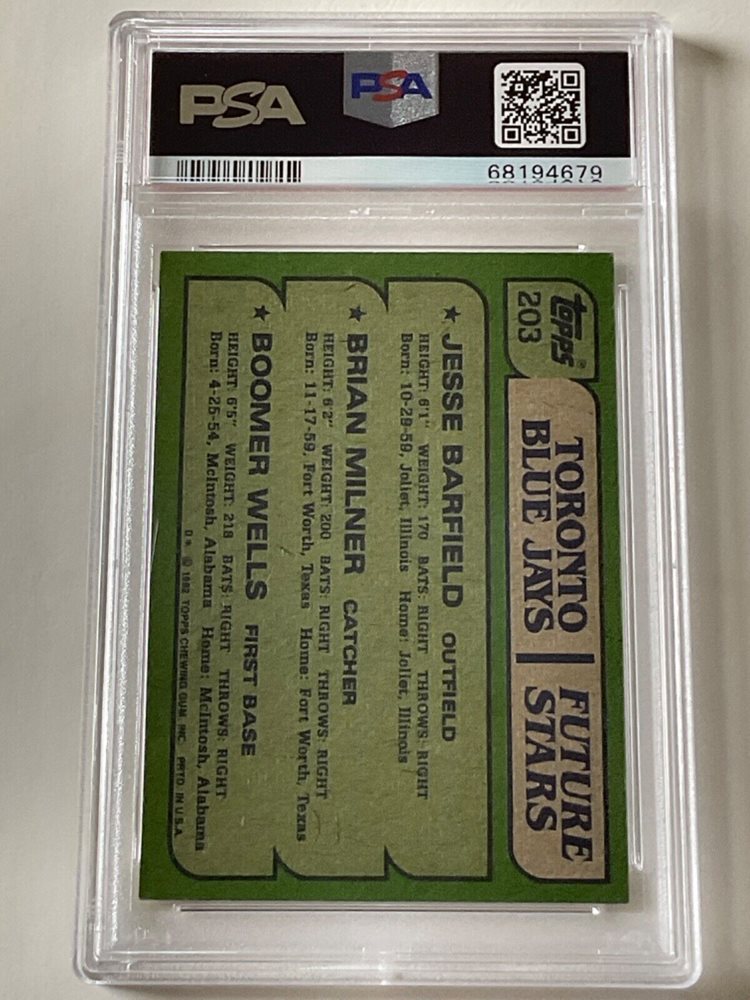 PSA
PSA
68194679
topps®
203
TORONTO
BLUE JAYS
FUTURE
STARS
★ JESSE BARFIELD OUTFIELD
HEIGHT: 6'1" WEIGHT: 170 BATS: RIGHT THROWS: RIGHT
Born: 10-29-59, Joliet, Illinois Home: Joliet, Illinois
★ BRIAN MILNER CATCHER
HEIGHT: 6'2" WEIGHT: 200 BATS: RIGHT THROWS: RIGHT
Born: 11-17-59, Fort Worth, Texas Home: Fort Worth, Texas
★ BOOMER WELLS FIRST BASE
HEIGHT: 6'5" WEIGHT: 218 BATS: RIGHT THROWS: RIGHT
Born: 4-25-54, McIntosh, Alabama Home: McIntosh, Alabama
D* © 1982 TOPPS CHEWING GUM, INC. PRTD. IN U.S.A.